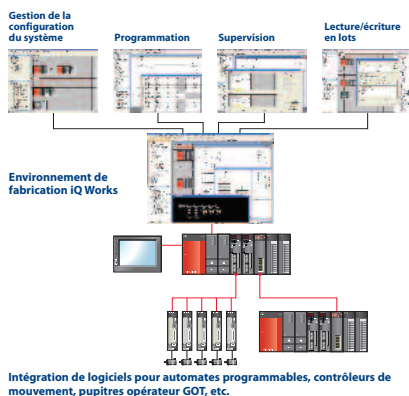 Gestion de la
configuration
du système
Programmation
Supervision
Lecture/écriture
en lots
Environnement de
fabrication iQ Works
Intégration de logiciels pour automates programmables, contrôleurs de
mouvement, pupitres opérateur GOT, etc.